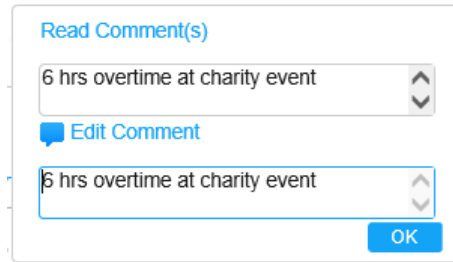 Read Comment(s)
6 hrs overtime at charity event
Edit Comment
6 hrs overtime at charity event
OK